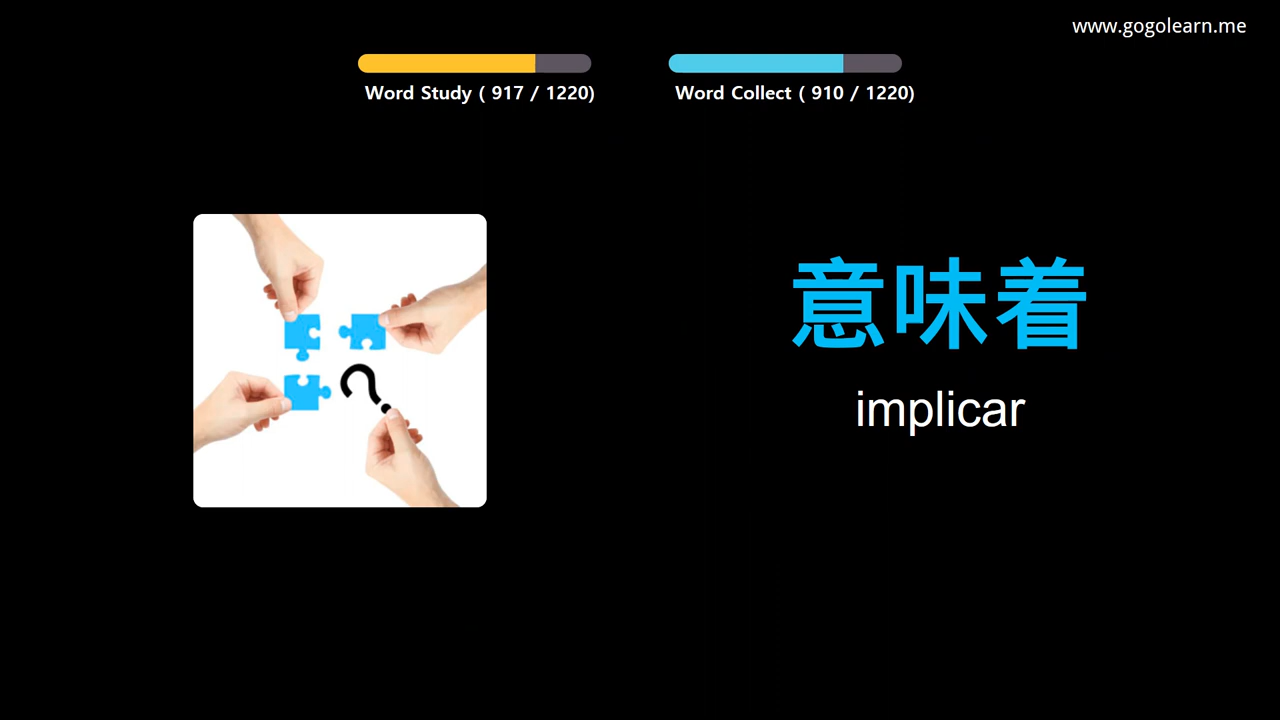 www.gogolearn.me
Word Study ( 917 / 1220)
Word Collect ( 910 / 1220)
意味着
implicar
?